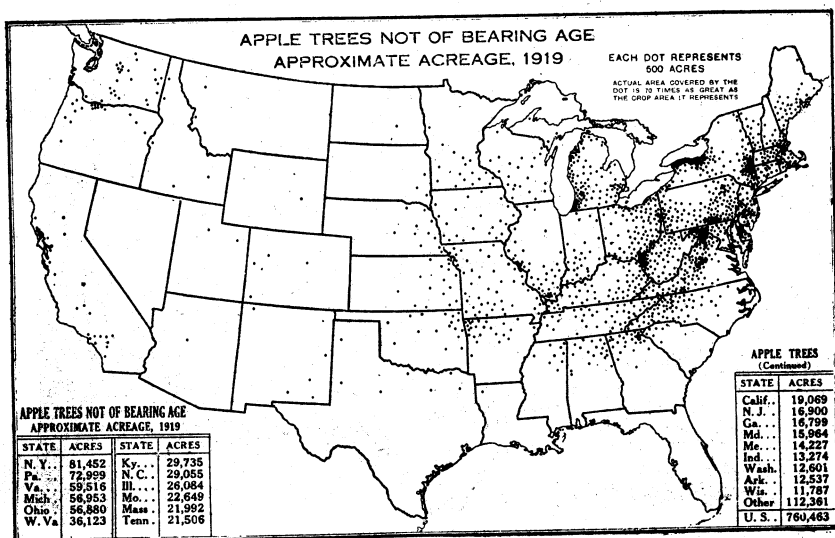 APPLE TREES NOT OF BEARING AGE
APPROXIMATE ACREAGE, 1919
EACH DOT REPRESENTS
600 ACRES
ACTUAL AREA COVERED BY THE
DOT IS 70 TIMES AS GREAT AS
THE CROP AREA IT REPRESENTS
APPLE TREES NOT OF BEARING AGE
APPROXIMATE ACREAGE, 1919
STATE ACRES STATE ACRES
N. Y. 81,452 Ky... 29,735
Pa. 72,999 N. C.. 29,055
Va.. 59,516 Ill... 26,084
Mich. 56,953 Mo... 22,649
Ohio. 56,880 Mass. 21,992
W. Va 36,123 Tenn. 21,506
APPLE TREES
(Continued)
STATE ACRES
Calif.. 19,069
N. J... 16,900
Ga.... 16,799
Md... 15,964
Me... 14,227
Ind... 13,274
Wash. 12,601
Ark.. 12,537
Wis.. 11,787
Other 112,361
U. S.. 760,463